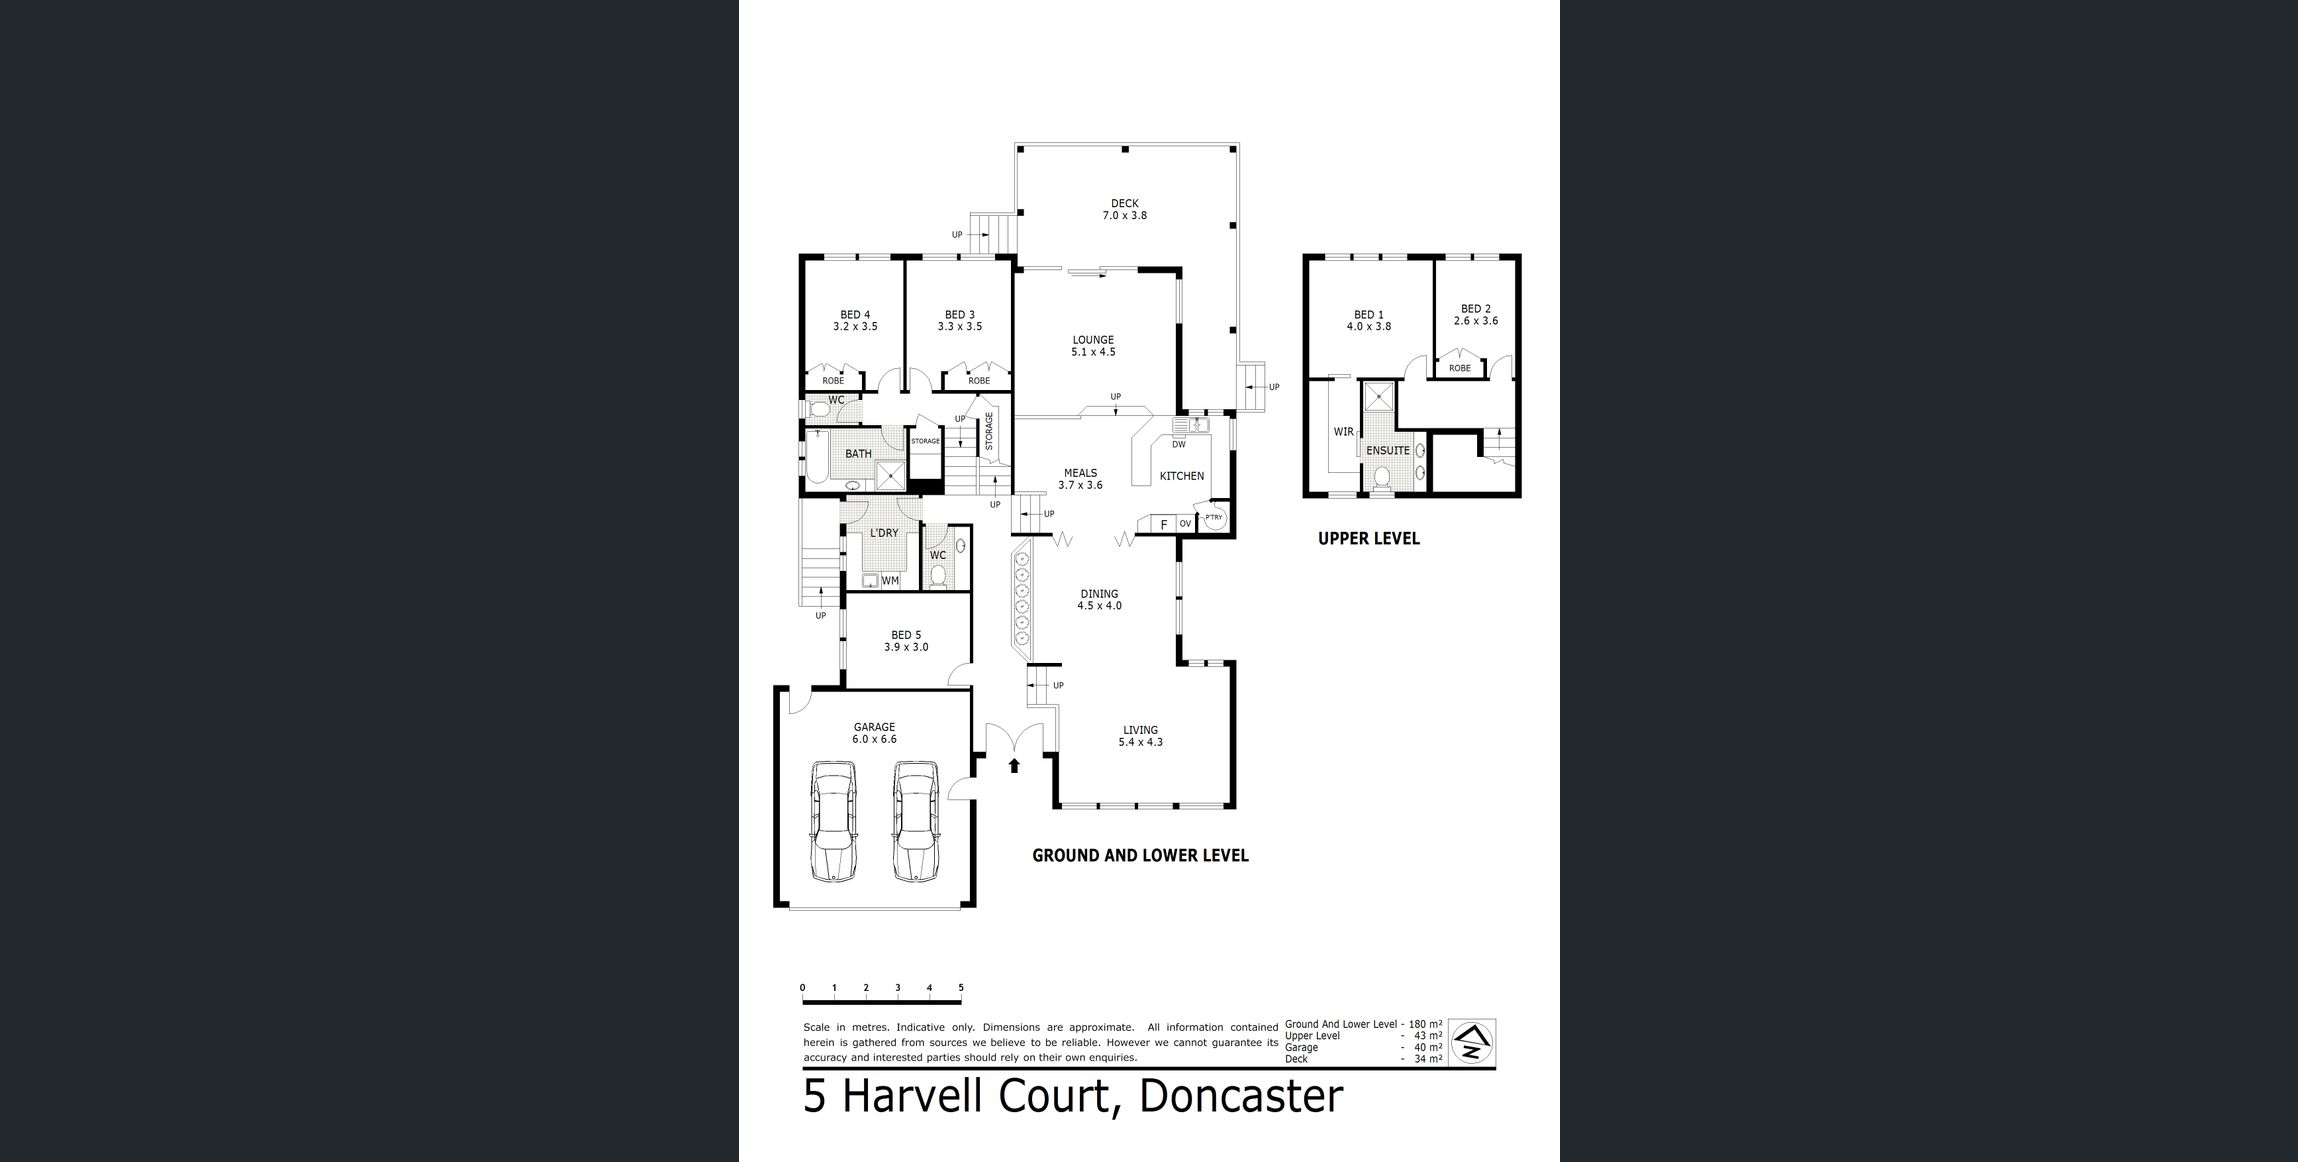 DECK
7.0 x 3.8
UP
BED 4
3.2 x 3.5
BED 3
3.3 x 3.5
LOUNGE
5.1 x 4.5
BED 1
4.0 x 3.8
BED 2
2.6 x 3.6
ROBE
ROBE
ROBE
UP
UP
WC
UP
STORAGE
STORAGE
BATH
DW
MEALS
3.7 x 3.6
KITCHEN
WIR
ENSUITE
UP
UP
F
OV
P'TRY
L'DRY
WC
WM
UPPER LEVEL
DINING
4.5 x 4.0
UP
BED 5
3.9 x 3.0
UP
GARAGE
6.0 x 6.6
LIVING
5.4 x 4.3
GROUND AND LOWER LEVEL
0 1 2 3 4 5
Scale in metres. Indicative only. Dimensions are approximate. All information contained
herein is gathered from sources we believe to be reliable. However we cannot guarantee its
accuracy and interested parties should rely on their own enquiries.
Ground And Lower Level - 180 m²
Upper Level - 43 m²
Garage - 40 m²
Deck - 34 m²
N
5 Harvell Court, Doncaster